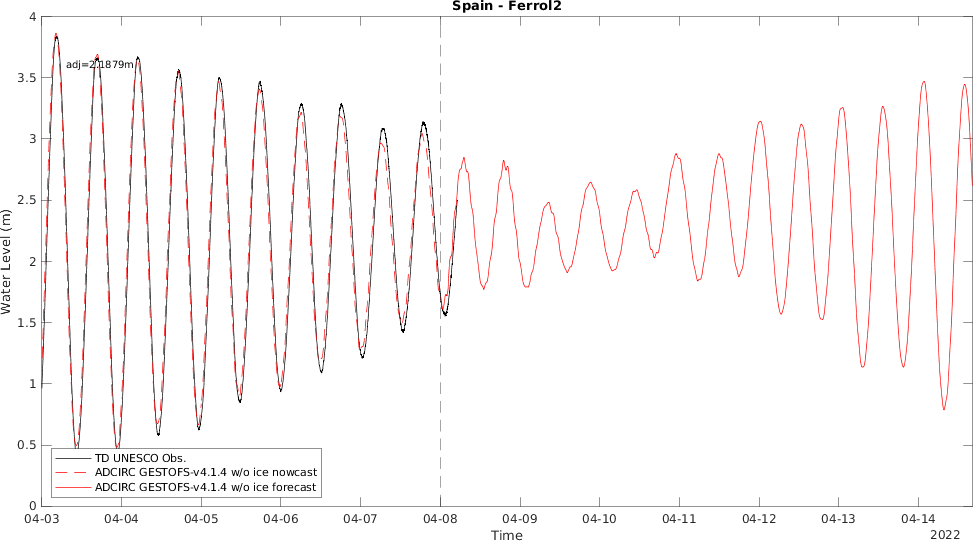 Spain - Ferrol2
4
3.5
3
2.5
2
1.5
1
0.5
0
Water Level (m)
adj=2.1879m
TD UNESCO Obs.
ADCIRC GESTOFS-v4.1.4 w/o ice nowcast
ADCIRC GESTOFS-v4.1.4 w/o ice forecast
04-03 04-04 04-05 04-06 04-07 04-08 04-09 04-10 04-11 04-12 04-13 04-14
Time
2022